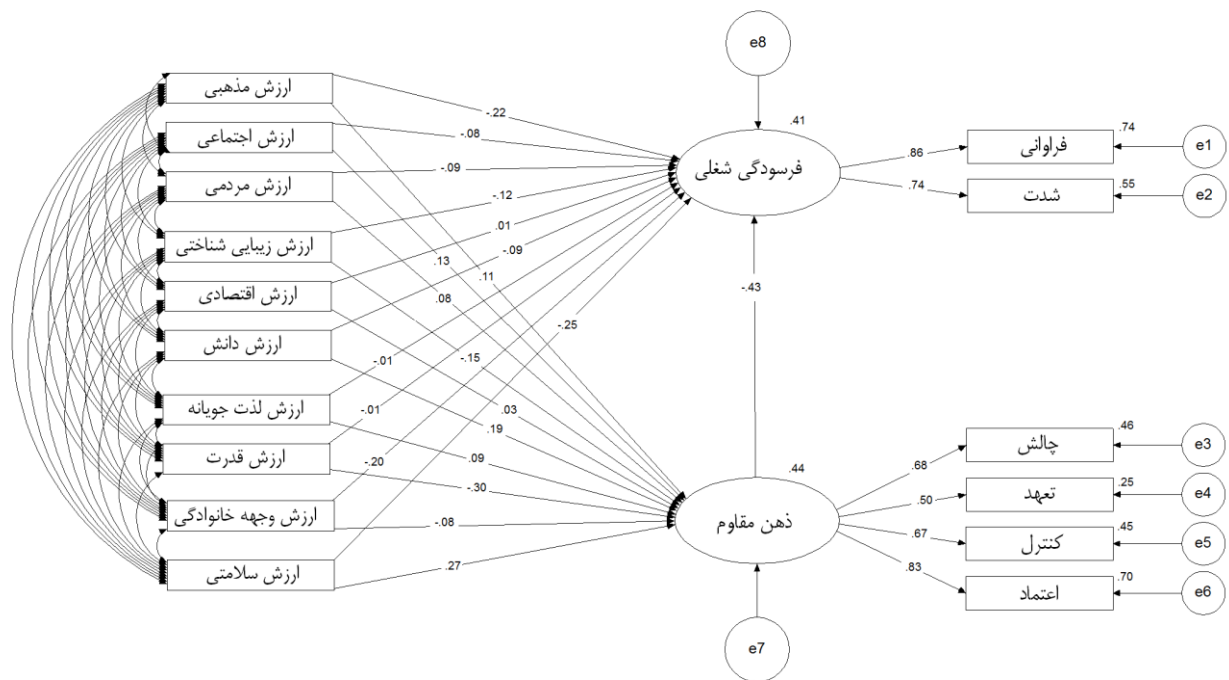 e8
ارزش مذهبی
-.22
.41
ارزش اجتماعی
-.08
.74
فراوانی
e1
.86
فرسودگی شغلی
ارزش مردمی
-.09
.74
.55
شدت
e2
ارزش زیبایی شناختی
-.12
.01
-.09
.13
.11
ارزش اقتصادی
.08
-.43
ارزش دانش
-.25
-.01
-.15
ارزش لذت جویانه
-.01
.03
.19
ارزش قدرت
.09
-.20
-.30
.44
.46
چالش
e3
.68
.25
تعهد
e4
.50
ارزش وجهه خانوادگی
-.08
ذهن مقاوم
.67
.45
کنترل
e5
ارزش سلامتی
.27
.83
.70
اعتماد
e6
e7